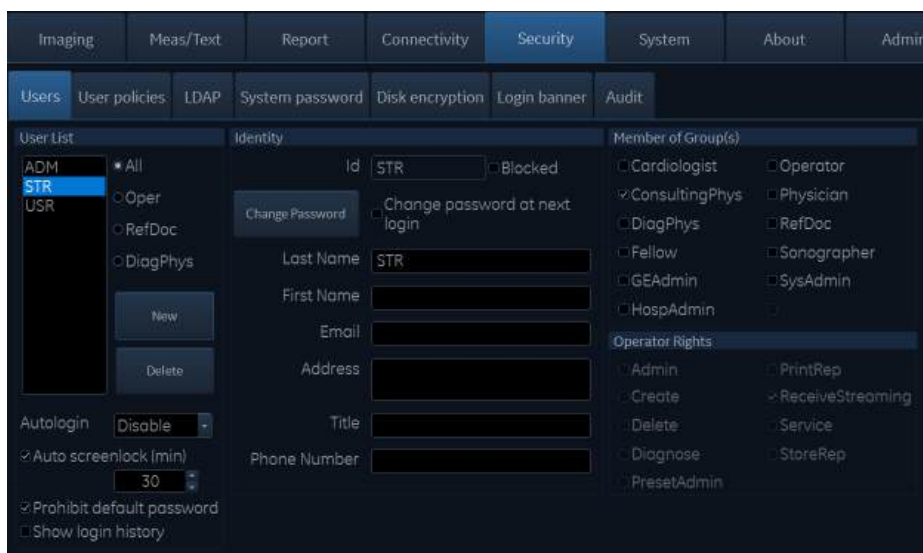 Imaging Meas/Text Report Connectivity Security System About Admin
Users User policies LDAP System password Disk encryption Login banner Audit
User List
ADM
STR
USR
All
Oper
RefDoc
DiagPhys
New
Delete
Autologin Disable
Auto screenlock (min)
30
Prohibit default password
Show login history
Identity
Id STR Blocked
Change Password Change password at next
login
Last Name STR
First Name
Email
Address
Title
Phone Number
Member of Group(s)
Cardiologist Operator
ConsultingPhys Physician
DiagPhys RefDoc
Fellow Sonographer
GEAdmin SysAdmin
HospAdmin
Operator Rights
Admin PrintRep
Create ReceiveStreaming
Delete Service
Diagnose StoreRep
PresetAdmin